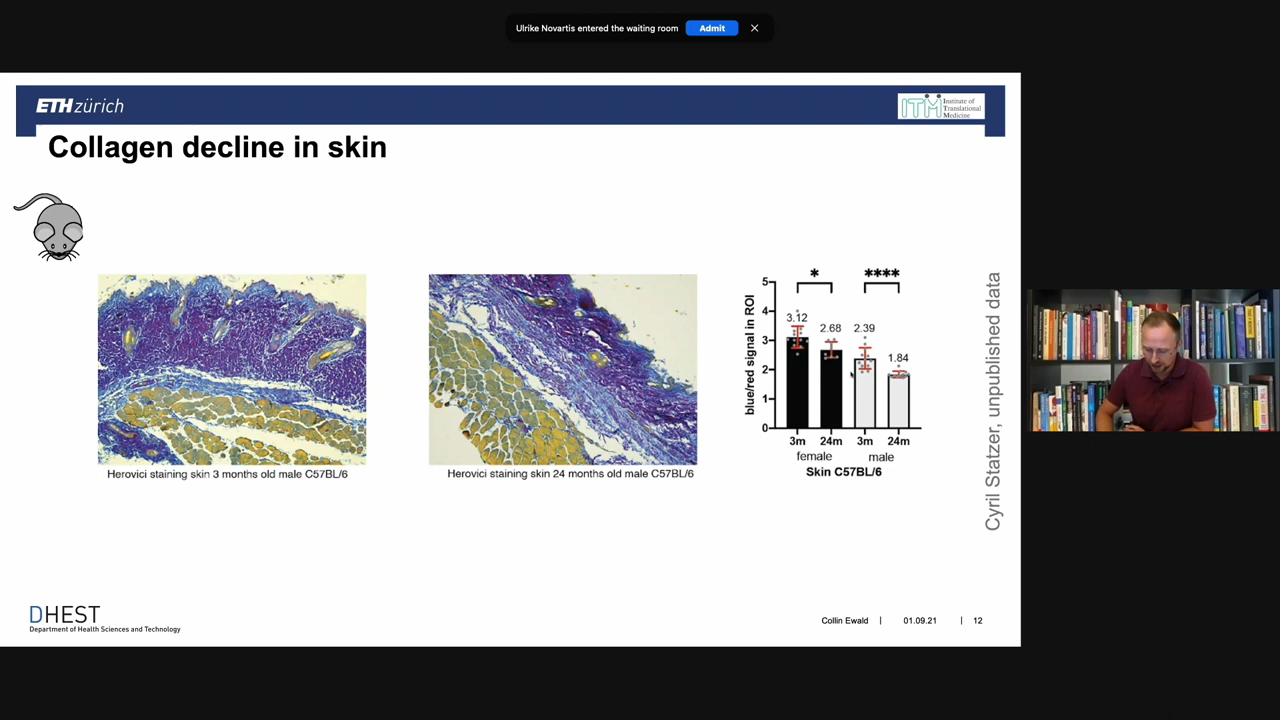 Ulrike Novartis entered the waiting room Admit
ETH zürich
ITM Institute of
Translational
Medicine
Collagen decline in skin
Herovici staining skin 3 months old male C57BL/6
Herovici staining skin 24 months old male C57BL/6
blue/red signal in ROI
5
4
3
2
1
0
* ****
3.12
2.68
2.39
1.84
3m 24m 3m 24m
female male
Skin C57BL/6
Cyril Statzer, unpublished data
DHEST
Department of Health Sciences and Technology
Collin Ewald | 01.09.21 | 12